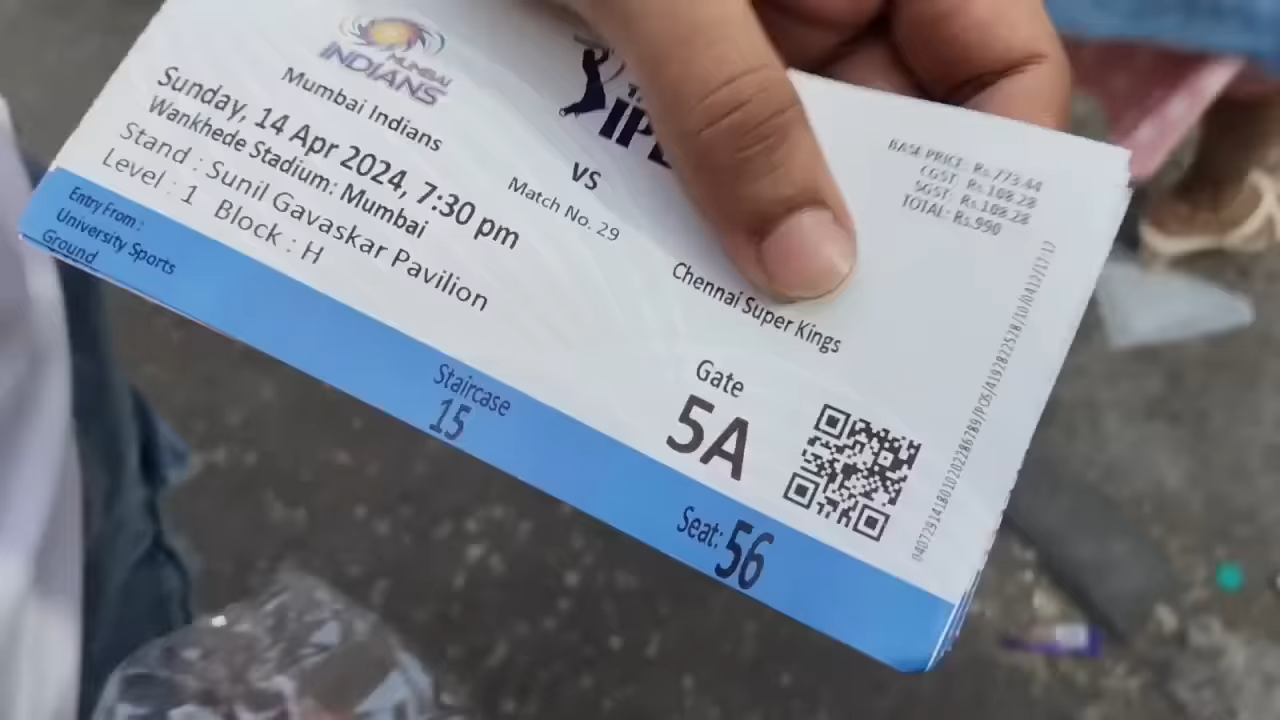 MUMBAI
INDIANS
Mumbai Indians
Sunday, 14 Apr 2024, 7:30 pm
Wankhede Stadium: Mumbai
Stand : Sunil Gavaskar Pavilion
Level : 1 Block : H
Entry From :
University Sports
Ground
vs
Match No. 29
Chennai Super Kings
BASE PRICE: Rs.773.44
CGST: Rs.108.28
SGST: Rs.108.28
TOTAL: Rs.990
Staircase
15
Gate
5A
Seat: 56